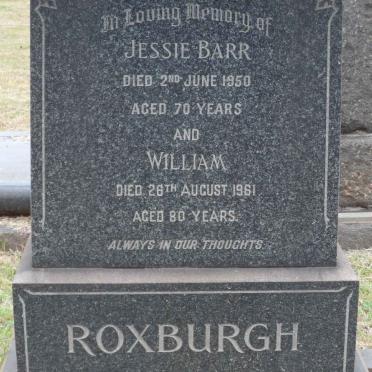 In Loving Memory of
JESSIE BARR
DIED 2ND JUNE 1950
AGED 70 YEARS
AND
WILLIAM
DIED 26TH AUGUST 1961
AGED 80 YEARS.
ALWAYS IN OUR THOUGHTS.
ROXBURGH